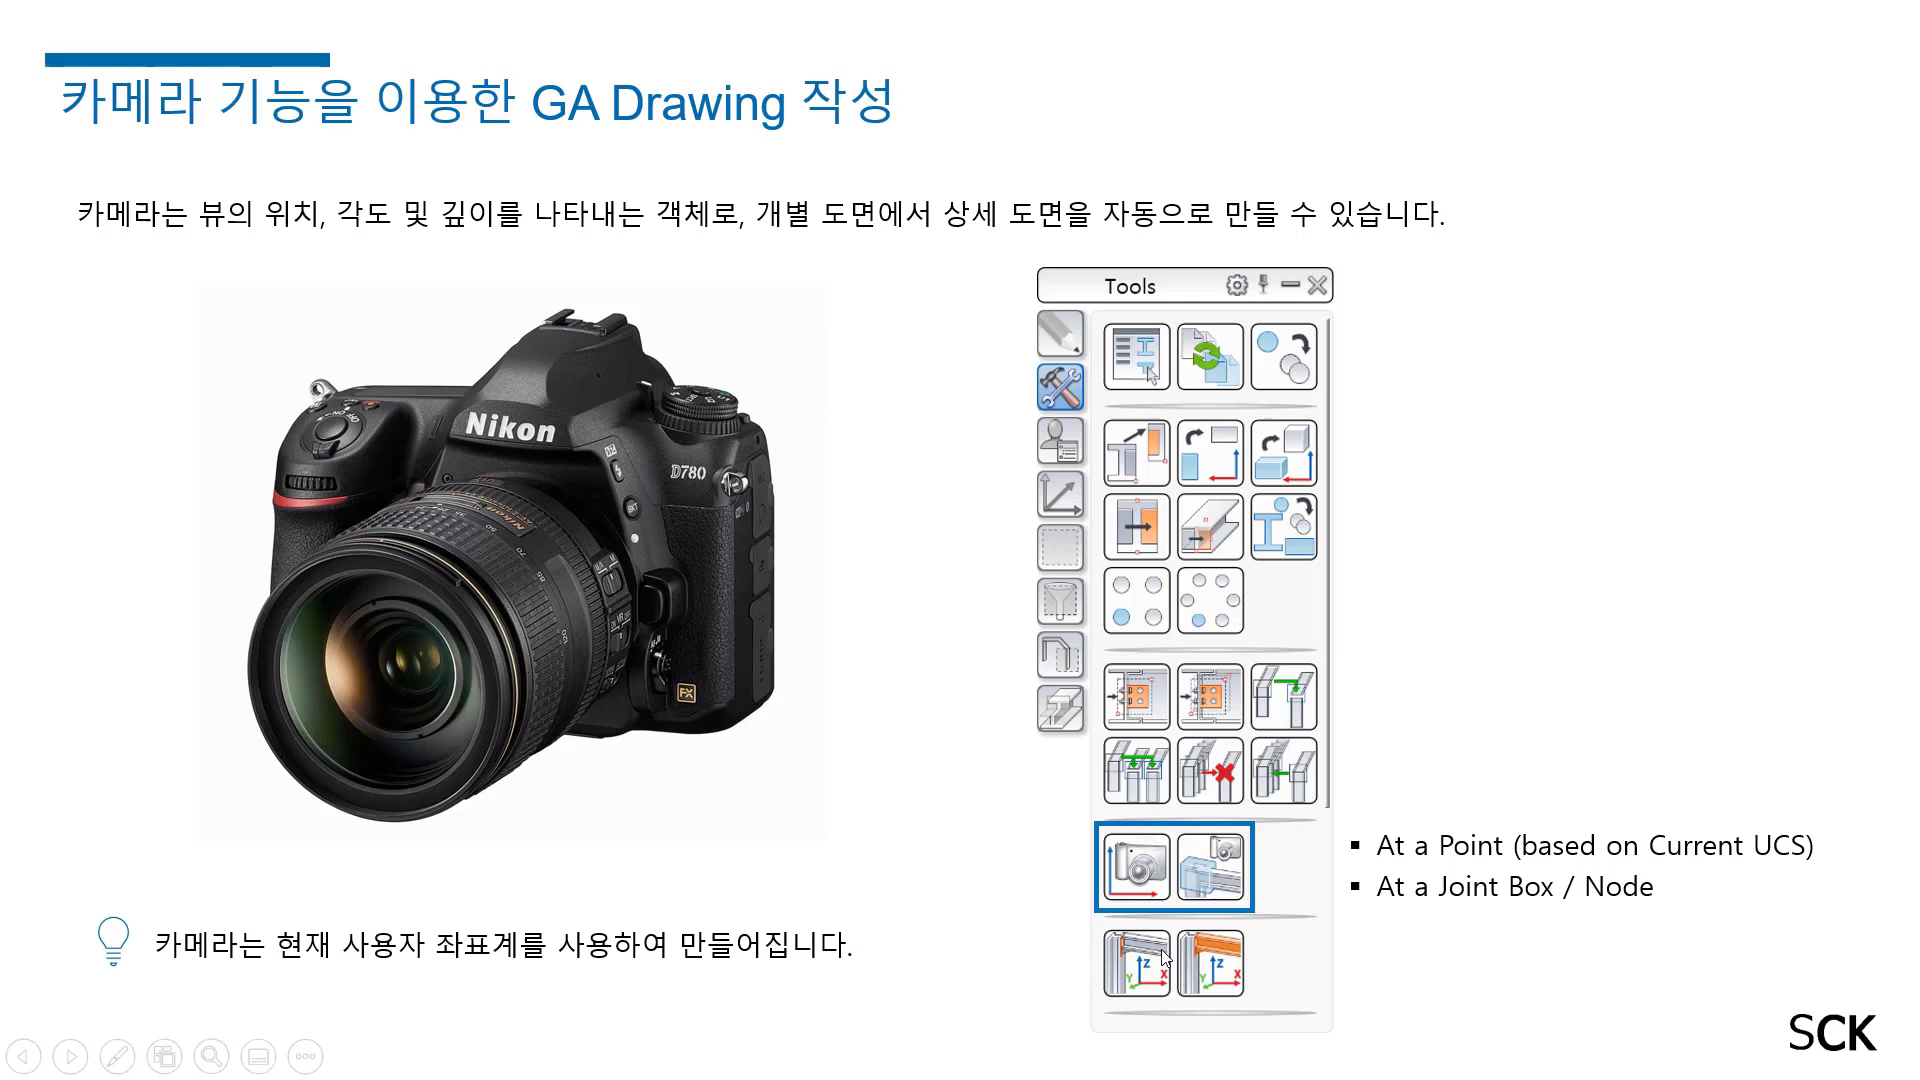 카메라 기능을 이용한 GA Drawing 작성
카메라는 뷰의 위치, 각도 및 깊이를 나타내는 객체로, 개별 도면에서 상세 도면을 자동으로 만들 수 있습니다.
Tools
Nikon
D780
FX
▪ At a Point (based on Current UCS)
▪ At a Joint Box / Node
카메라는 현재 사용자 좌표계를 사용하여 만들어집니다.
Z Y X
Z Y X
SCK